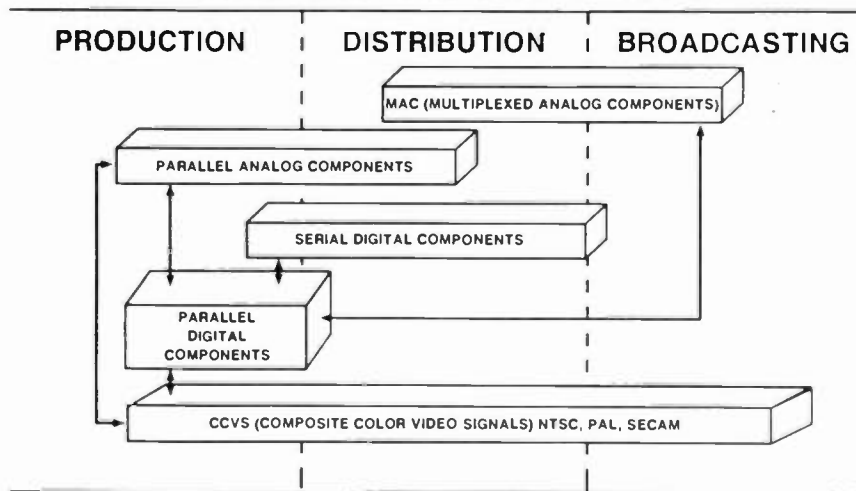 PRODUCTION DISTRIBUTION BROADCASTING
MAC (MULTIPLEXED ANALOG COMPONENTS)
PARALLEL ANALOG COMPONENTS
SERIAL DIGITAL COMPONENTS
PARALLEL
DIGITAL
COMPONENTS
CCVS (COMPOSITE COLOR VIDEO SIGNALS) NTSC, PAL, SECAM